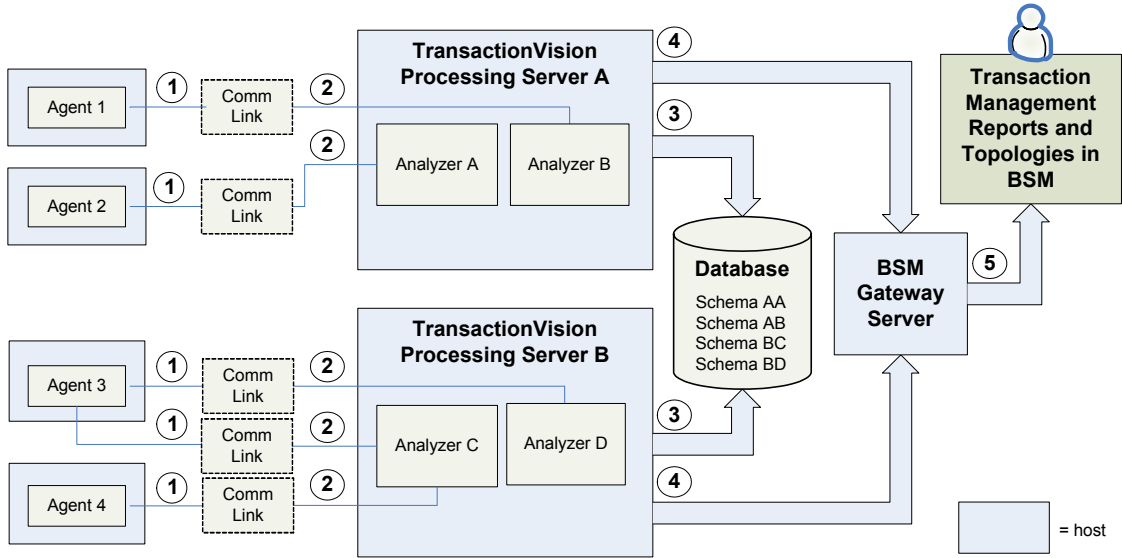 TransactionVision
Processing Server A
4
3
Agent 1
1
Comm
Link
2
2
Analyzer A
Analyzer B
Agent 2
1
Comm
Link
Transaction
Management
Reports and
Topologies in
BSM
Database
Schema AA
Schema AB
Schema BC
Schema BD
BSM
Gateway
Server
5
TransactionVision
Processing Server B
Agent 3
1
Comm
Link
2
1
Comm
Link
2
Analyzer C
Analyzer D
3
4
Agent 4
1
Comm
Link
2
= host